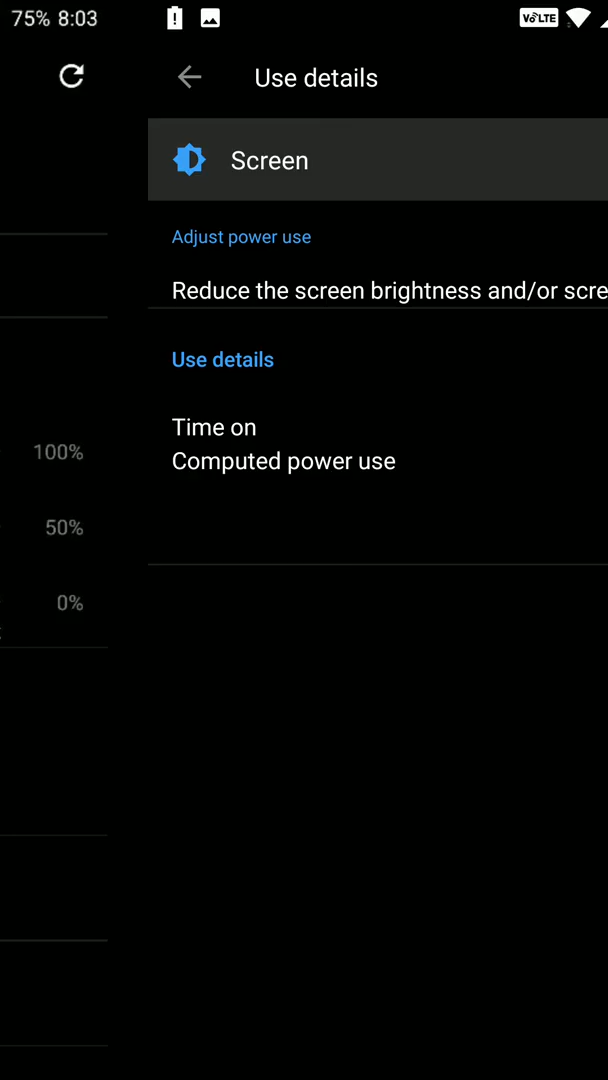 75% 8:03
VoLTE
Use details
Screen
Adjust power use
Reduce the screen brightness and/or scre
Use details
Time on
Computed power use
100%
50%
0%